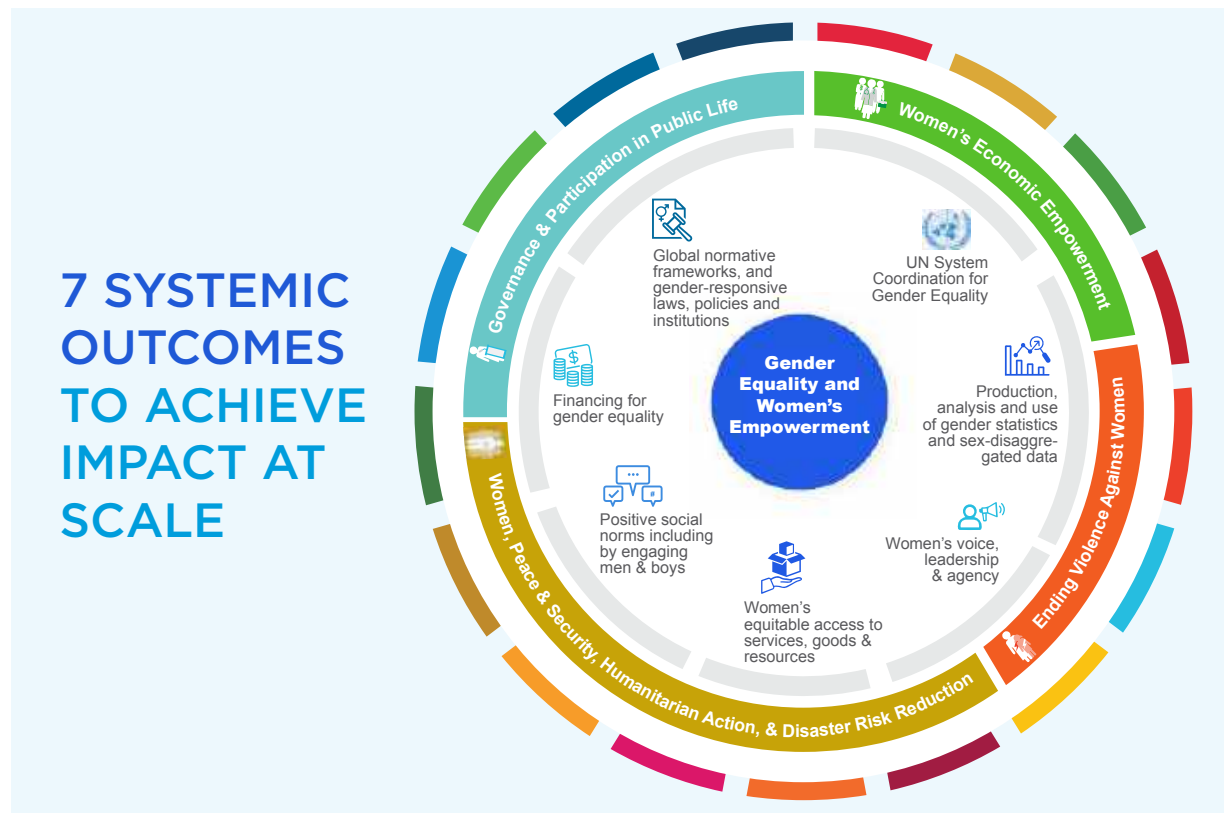 7 SYSTEMIC
OUTCOMES
TO ACHIEVE
IMPACT AT
SCALE
Governance & Participation in Public Life
Women's Economic Empowerment
Ending Violence Against Women
Women, Peace & Security, Humanitarian Action, & Disaster Risk Reduction
Global normative
frameworks, and
gender-responsive
laws, policies and
institutions
UN System
Coordination for
Gender Equality
Gender
Equality and
Women's
Empowerment
Financing for
gender equality
Production,
analysis and use
of gender statistics
and sex-disaggre-
gated data
Positive social
norms including
by engaging
men & boys
Women's voice,
leadership
& agency
Women's
equitable access to
services, goods &
resources